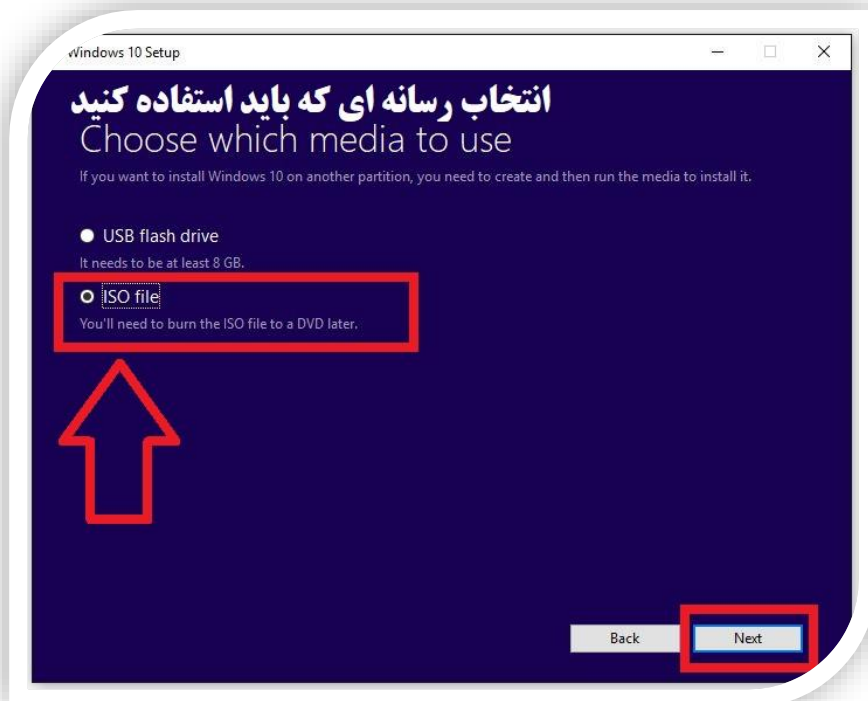 Windows 10 Setup
انتخاب رسانه ای که باید استفاده کنید
Choose which media to use
If you want to install Windows 10 on another partition, you need to create and then run the media to install it.
USB flash drive
It needs to be at least 8 GB.
ISO file
You'll need to burn the ISO file to a DVD later.
Back
Next